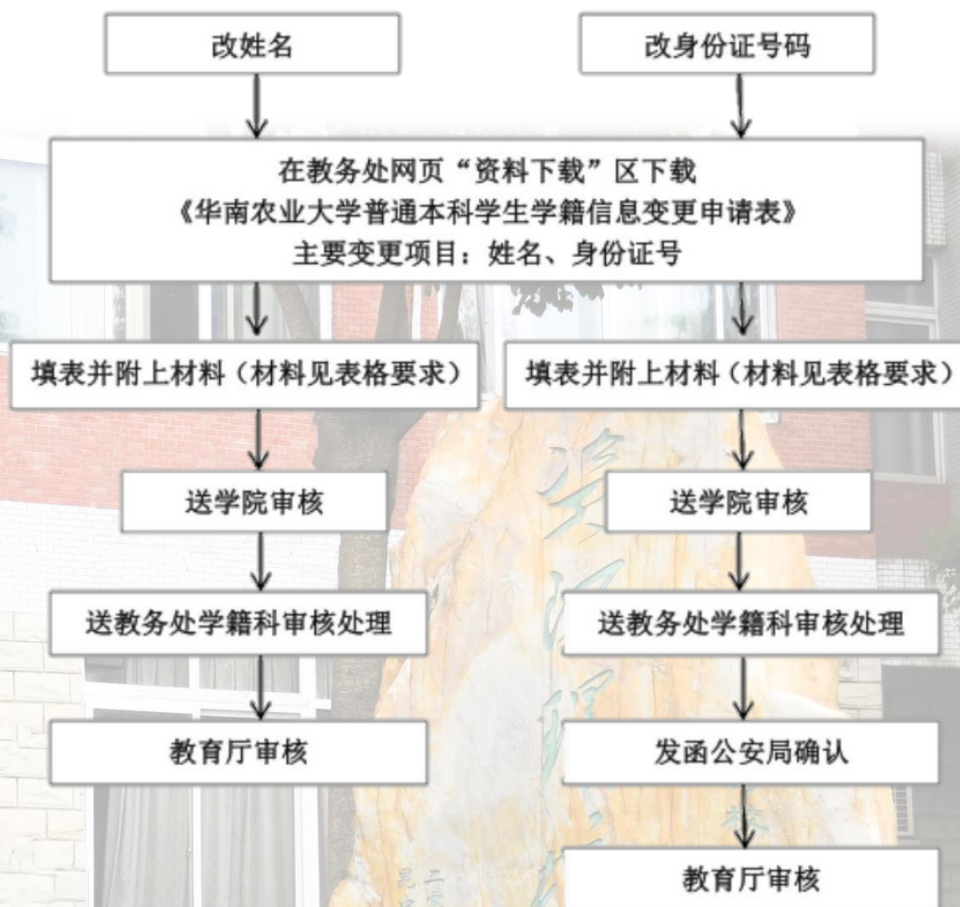 改姓名
改身份证号码
在教务处网页“资料下载”区下载
《华南农业大学普通本科学生学籍信息变更申请表》
主要变更项目：姓名、身份证号
填表并附上材料（材料见表格要求）
填表并附上材料（材料见表格要求）
送学院审核
送学院审核
送教务处学籍科审核处理
送教务处学籍科审核处理
教育厅审核
发函公安局确认
教育厅审核